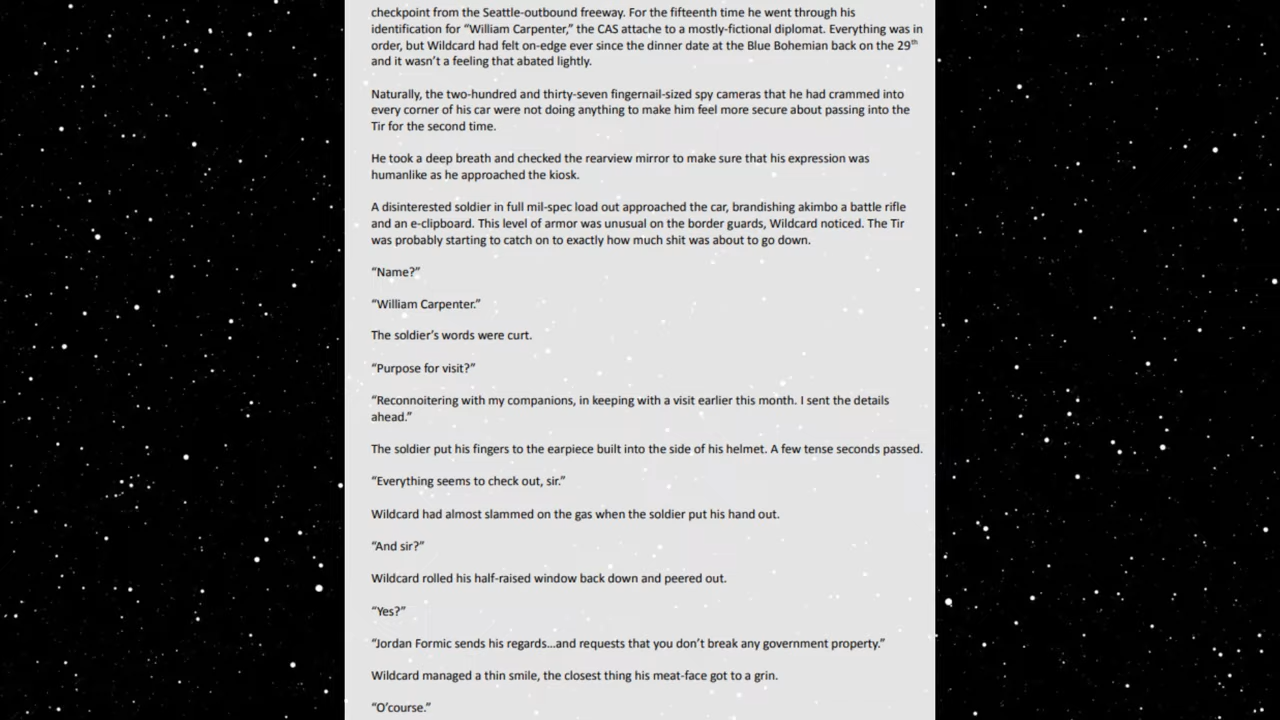 checkpoint from the Seattle-outbound freeway. For the fifteenth time he went through his
identification for “William Carpenter,” the CAS attache to a mostly-fictional diplomat. Everything was in
order, but Wildcard had felt on-edge ever since the dinner date at the Blue Bohemian back on the 29th
and it wasn’t a feeling that abated lightly.
Naturally, the two-hundred and thirty-seven fingernail-sized spy cameras that he had crammed into
every corner of his car were not doing anything to make him feel more secure about passing into the
Tir for the second time.
He took a deep breath and checked the rearview mirror to make sure that his expression was
humanlike as he approached the kiosk.
A disinterested soldier in full mil-spec load out approached the car, brandishing akimbo a battle rifle
and an e-clipboard. This level of armor was unusual on the border guards, Wildcard noticed. The Tir
was probably starting to catch on to exactly how much shit was about to go down.
“Name?”
“William Carpenter.”
The soldier’s words were curt.
“Purpose for visit?”
“Reconnoitering with my companions, in keeping with a visit earlier this month. I sent the details
ahead.”
The soldier put his fingers to the earpiece built into the side of his helmet. A few tense seconds passed.
“Everything seems to check out, sir.”
Wildcard had almost slammed on the gas when the soldier put his hand out.
“And sir?”
Wildcard rolled his half-raised window back down and peered out.
“Yes?”
“Jordan Formic sends his regards…and requests that you don’t break any government property.”
Wildcard managed a thin smile, the closest thing his meat-face got to a grin.
“O’course.”